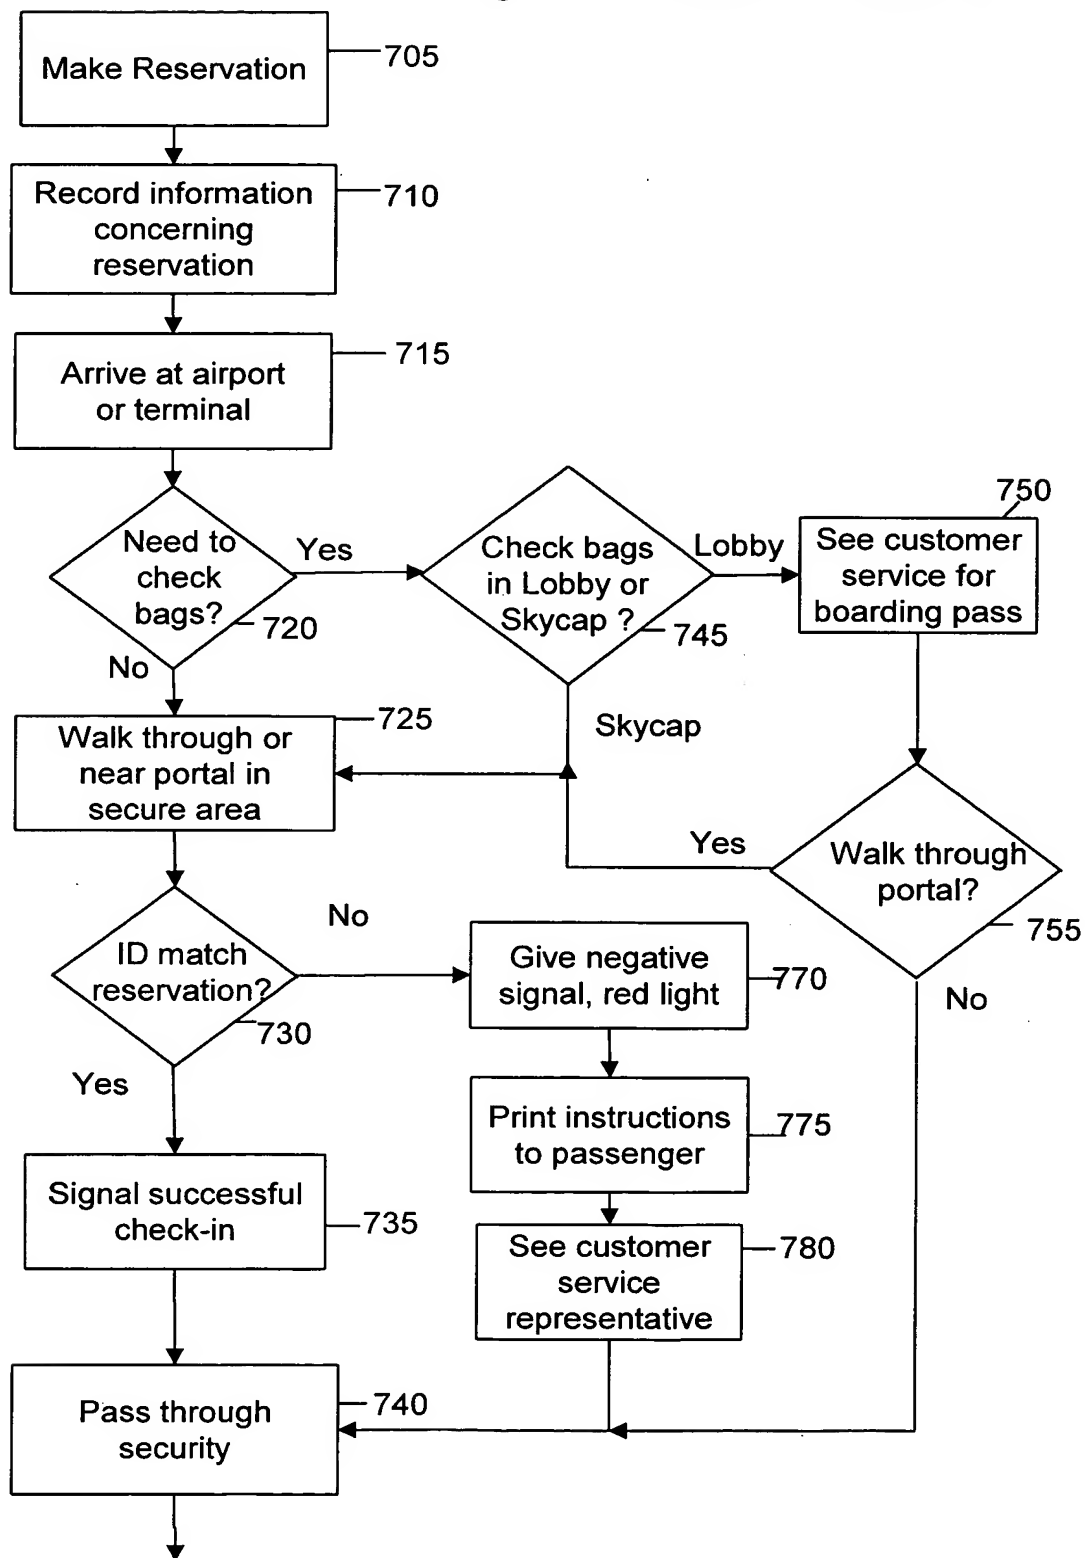 Make Reservation
705
Record information
concerning
reservation
710
Arrive at airport
or terminal
715
Need to
check
bags?
720
Yes
No
Check bags
in Lobby or
Skycap ?
745
Lobby
Skycap
See customer
service for
boarding pass
750
Walk through or
near portal in
secure area
725
Walk through
portal?
755
Yes
No
ID match
reservation?
730
No
Yes
Give negative
signal, red light
770
Print instructions
to passenger
775
Signal successful
check-in
735
See customer
service
representative
780
Pass through
security
740